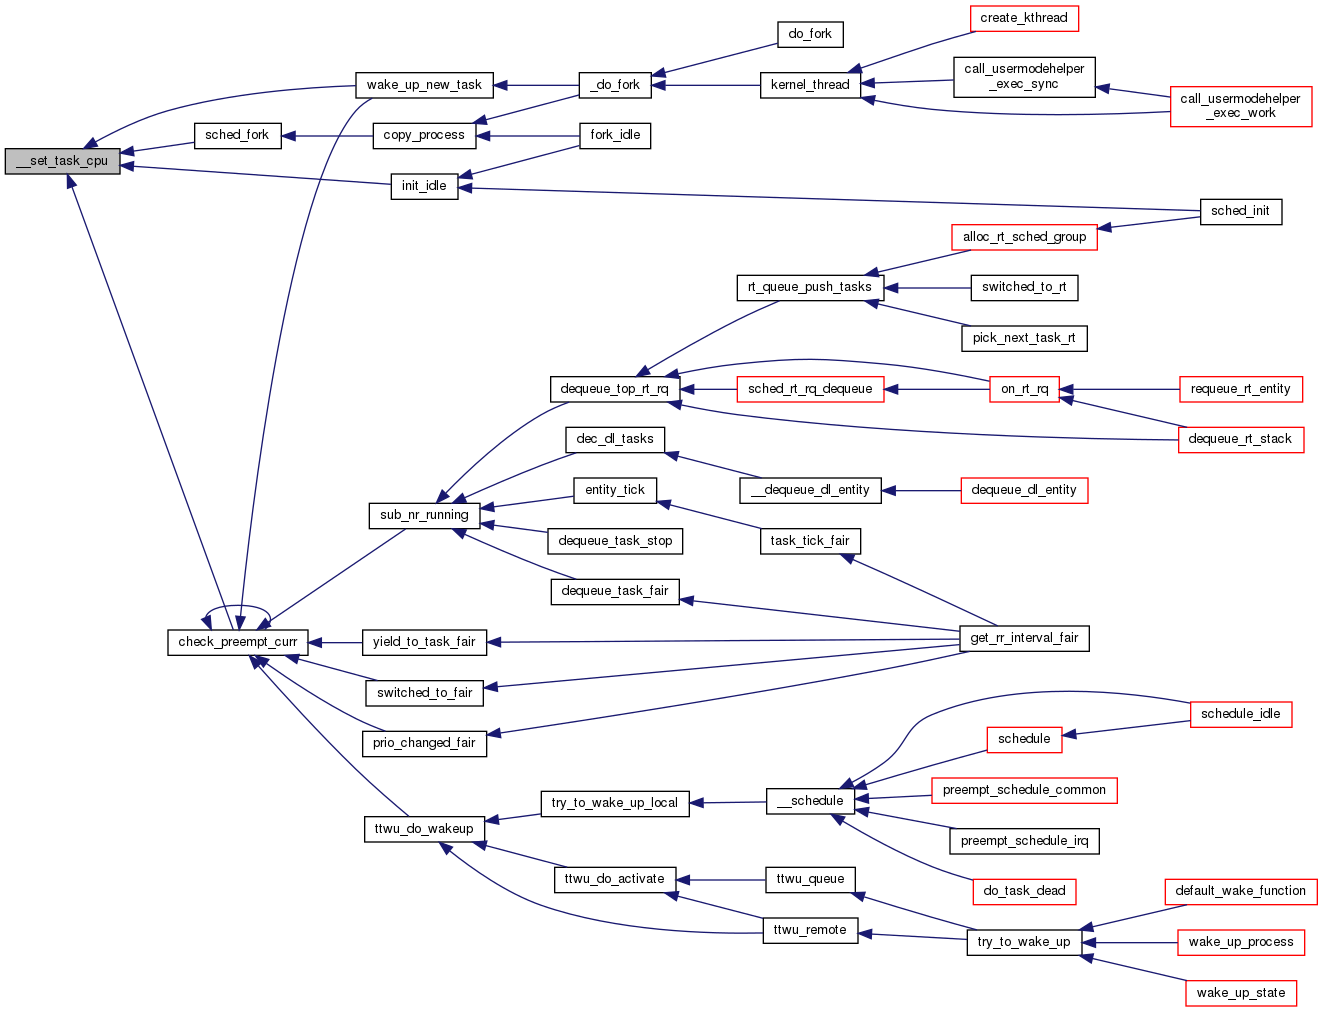 create_kthread
do_fork
call_usermodehelper
_exec_sync
wake_up_new_task
_do_fork
kernel_thread
call_usermodehelper
_exec_work
sched_fork
copy_process
fork_idle
__set_task_cpu
init_idle
sched_init
alloc_rt_sched_group
rt_queue_push_tasks
switched_to_rt
pick_next_task_rt
dequeue_top_rt_rq
sched_rt_rq_dequeue
on_rt_rq
requeue_rt_entity
dec_dl_tasks
dequeue_rt_stack
entity_tick
__dequeue_dl_entity
dequeue_dl_entity
sub_nr_running
dequeue_task_stop
task_tick_fair
dequeue_task_fair
check_preempt_curr
yield_to_task_fair
get_rr_interval_fair
switched_to_fair
schedule_idle
prio_changed_fair
schedule
preempt_schedule_common
try_to_wake_up_local
__schedule
ttwu_do_wakeup
preempt_schedule_irq
ttwu_do_activate
ttwu_queue
do_task_dead
default_wake_function
ttwu_remote
try_to_wake_up
wake_up_process
wake_up_state